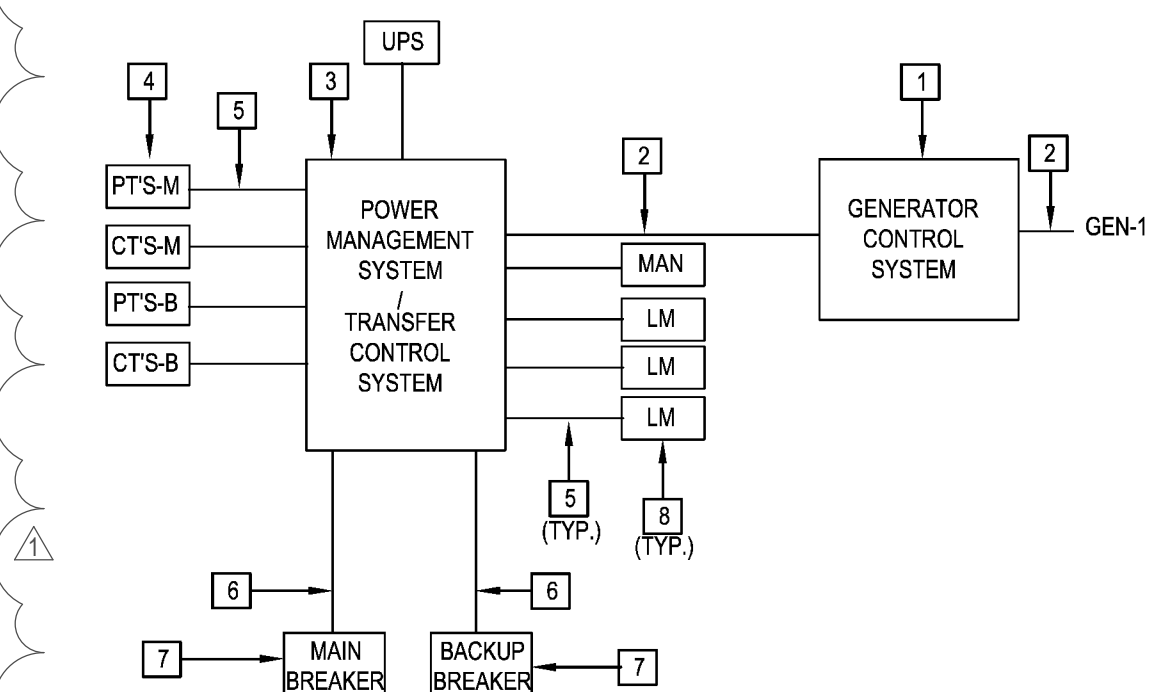 UPS
4
3
1
5
2
2
PT'S-M
CT'S-M
PT'S-B
CT'S-B
POWER
MANAGEMENT
SYSTEM
/
TRANSFER
CONTROL
SYSTEM
MAN
LM
LM
LM
GENERATOR
CONTROL
SYSTEM
GEN-1
5
(TYP.)
8
(TYP.)
1
6
6
7
MAIN
BREAKER
BACKUP
BREAKER
7